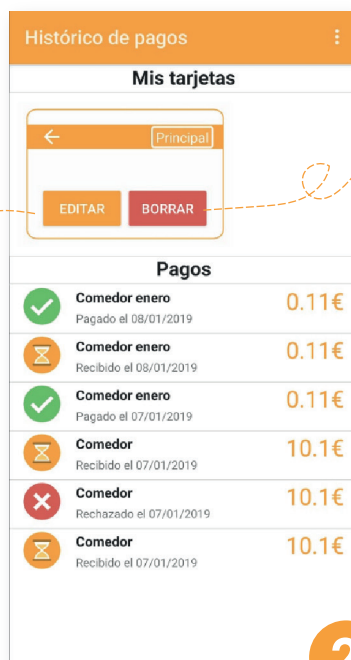 Histórico de pagos
Mis tarjetas
Principal
EDITAR BORRAR
Pagos
Comedor enero 0.11€
Pagado el 08/01/2019
Comedor enero 0.11€
Recibido el 08/01/2019
Comedor enero 0.11€
Pagado el 07/01/2019
Comedor 10.1€
Recibido el 07/01/2019
Comedor 10.1€
Rechazado el 07/01/2019
Comedor 10.1€
Recibido el 07/01/2019